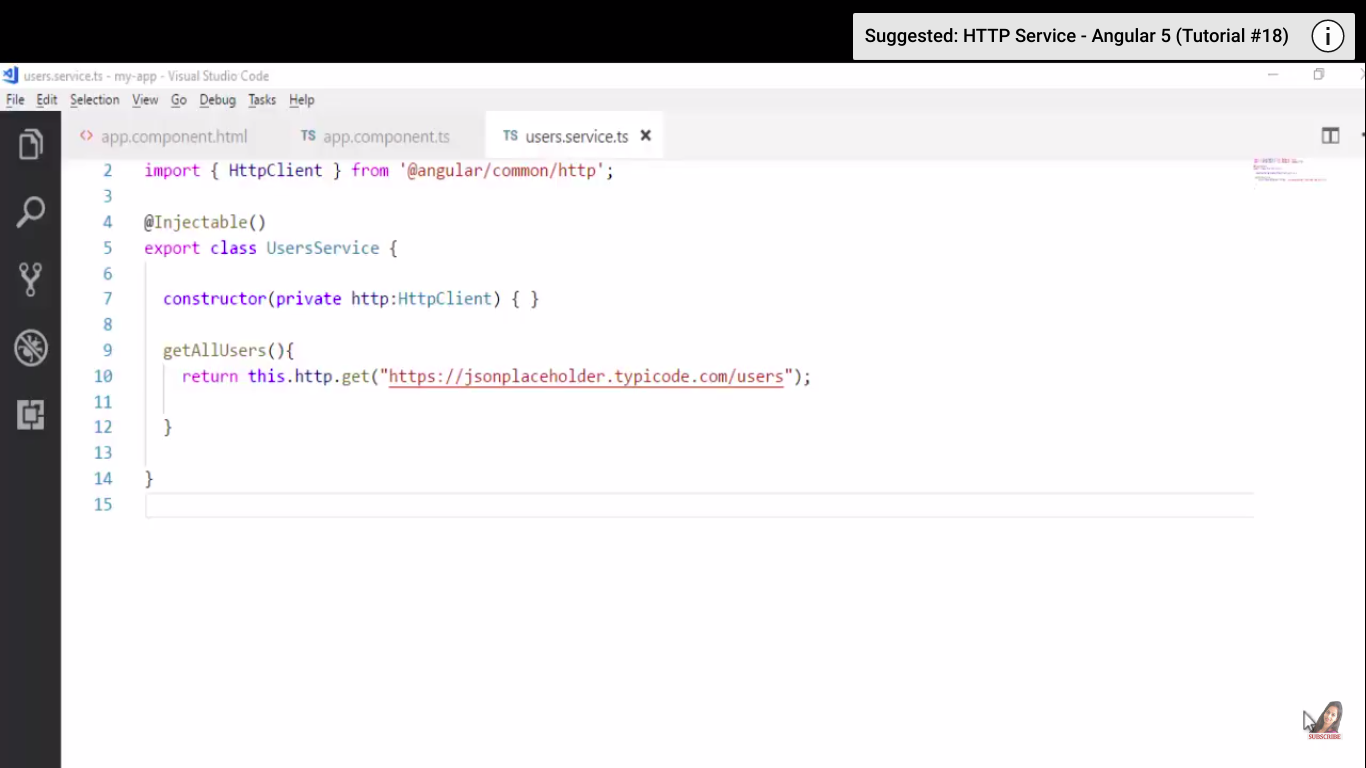 Suggested: HTTP Service - Angular 5 (Tutorial #18)
users.service.ts - my-app - Visual Studio Code
File Edit Selection View Go Debug Tasks Help
<> app.component.html TS app.component.ts TS users.service.ts ×
2 import { HttpClient } from '@angular/common/http';
3
4 @Injectable()
5 export class UsersService {
6
7 constructor(private http:HttpClient) { }
8
9 getAllUsers(){
10 return this.http.get("https://jsonplaceholder.typicode.com/users");
11
12 }
13
14 }
15
SUBSCRIBE